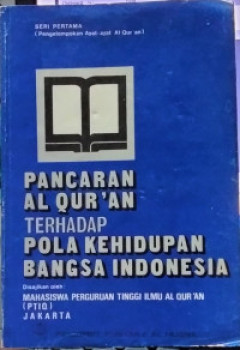 SERI PERTAMA
(Pengelompokan Ayat-ayat Al Qur'an)
PANCARAN
AL QUR'AN
TERHADAP
POLA KEHIDUPAN
BANGSA INDONESIA
Disajikan oleh:
MAHASISWA PERGURUAN TINGGI ILMU AL QUR'AN
(PTIQ)
JAKARTA